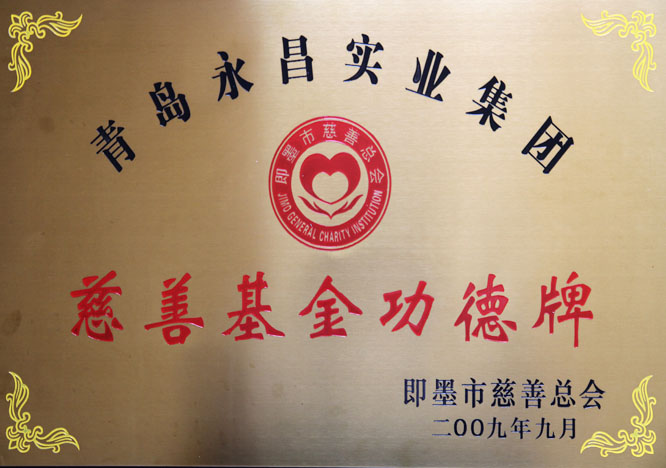 青岛永昌实业集团
即墨市慈善总会
JIMO GENERAL CHARITY INSTITUTION
慈善基金功德牌
即墨市慈善总会
二00九年九月